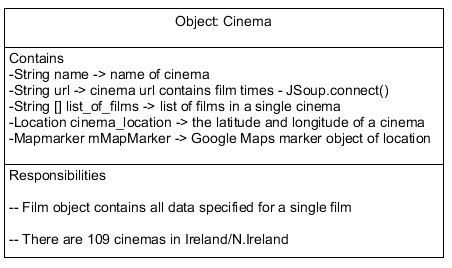 Object: Cinema
Contains
-String name -> name of cinema
-String url -> cinema url contains film times - JSoup.connect()
-String [] list_of_films -> list of films in a single cinema
-Location cinema_location -> the latitude and longitude of a cinema
-Mapmarker mMapMarker -> Google Maps marker object of location
Responsibilities
-- Film object contains all data specified for a single film
-- There are 109 cinemas in Ireland/N.Ireland